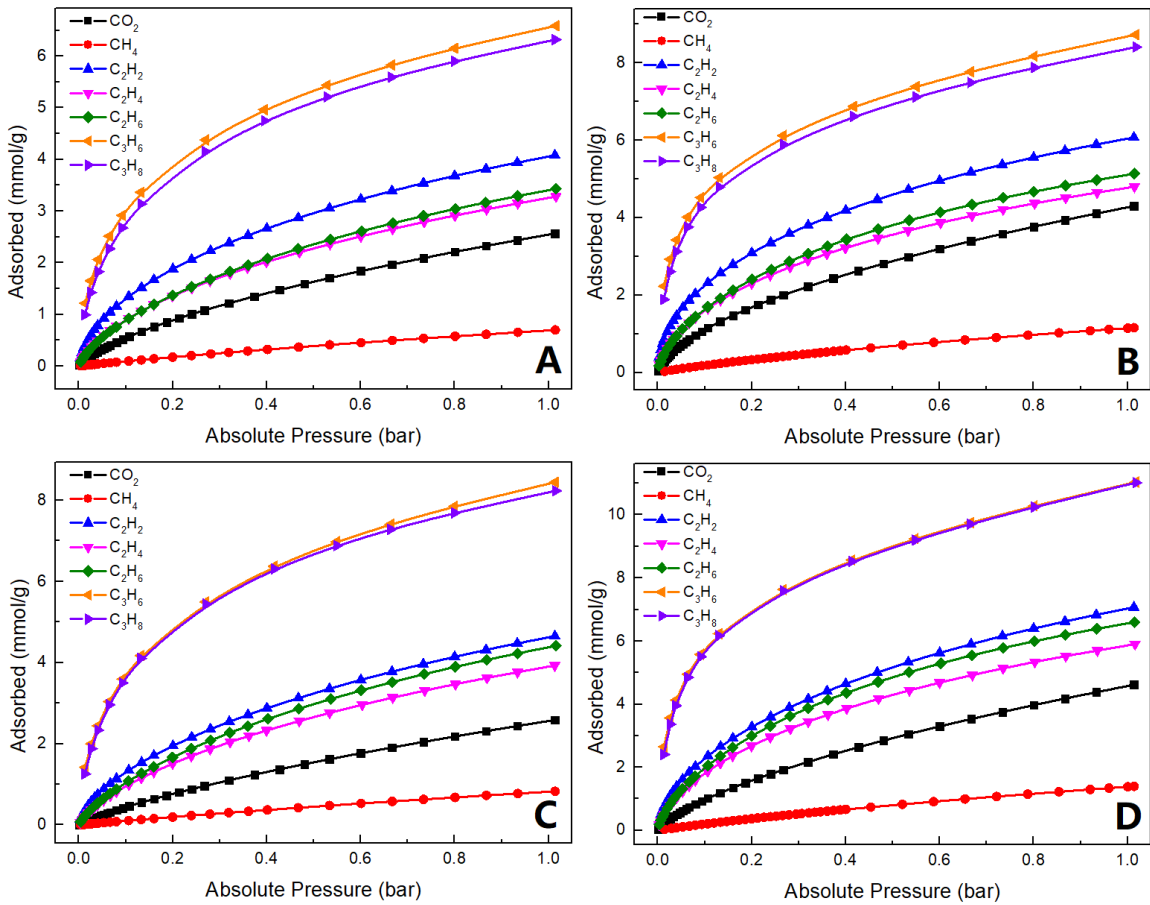 CO₂
CH₄
C₂H₂
C₂H₄
C₂H₆
C₃H₆
C₃H₈
6
5
4
3
2
1
0
Adsorbed (mmol/g)
0.0 0.2 0.4 0.6 0.8 1.0
Absolute Pressure (bar)
A
CO₂
CH₄
C₂H₂
C₂H₄
C₂H₆
C₃H₆
C₃H₈
8
6
4
2
0
Adsorbed (mmol/g)
0.0 0.2 0.4 0.6 0.8 1.0
Absolute Pressure (bar)
B
CO₂
CH₄
C₂H₂
C₂H₄
C₂H₆
C₃H₆
C₃H₈
8
6
4
2
0
Adsorbed (mmol/g)
0.0 0.2 0.4 0.6 0.8 1.0
Absolute Pressure (bar)
C
CO₂
CH₄
C₂H₂
C₂H₄
C₂H₆
C₃H₆
C₃H₈
10
8
6
4
2
0
Adsorbed (mmol/g)
0.0 0.2 0.4 0.6 0.8 1.0
Absolute Pressure (bar)
D